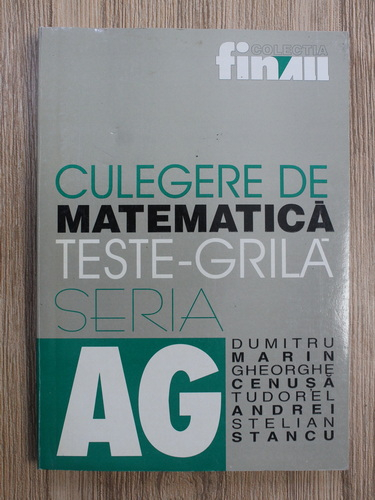 COLECTIA
finALL
CULEGERE DE
MATEMATICĂ
TESTE-GRILĂ
SERIA
AG
DUMITRU
MARIN
GHEORGHE
CENUȘĂ
TUDOREL
ANDREI
STELIAN
STANCU